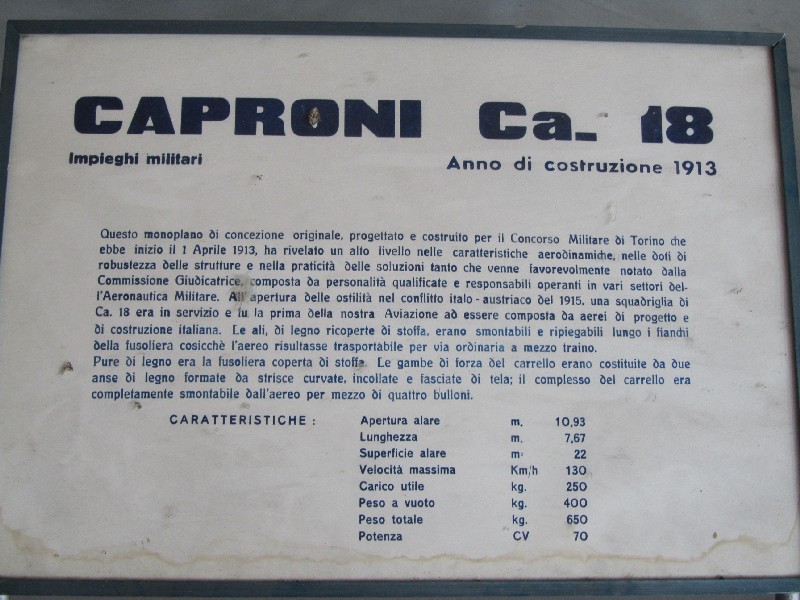 CAPRONI Ca. 18
Impieghi militari Anno di costruzione 1913
Questo monoplano di concezione originale, progettato e costruito per il Concorso Militare di Torino che
ebbe inizio il 1 Aprile 1913, ha rivelato un alto livello nelle caratteristiche aerodinamiche, nelle doti di
robustezza delle strutture e nella praticità delle soluzioni tanto che venne favorevolmente notato dalla
Commissione Giudicatrice, composta da personalità qualificate e responsabili operanti in vari settori del-
l'Aeronautica Militare. All'apertura delle ostilità nel conflitto italo - austriaco del 1915, una squadriglia di
Ca. 18 era in servizio e fu la prima della nostra Aviazione ad essere composta da aerei di progetto e
di costruzione italiana. Le ali, di legno ricoperte di stoffa, erano smontabili e ripiegabili lungo i fianchi
della fusoliera cosicchè l'aereo risultasse trasportabile per via ordinaria a mezzo traino.
Pure di legno era la fusoliera coperta di stoffa. Le gambe di forza del carrello erano costituite da due
anse di legno formate da strisce curvate, incollate e fasciate di tela; il complesso del carrello era
completamente smontabile dall'aereo per mezzo di quattro bulloni.
CARATTERISTICHE : Apertura alare m. 10,93
Lunghezza m. 7,67
Superficie alare m² 22
Velocità massima Km/h 130
Carico utile kg. 250
Peso a vuoto kg. 400
Peso totale kg. 650
Potenza CV 70